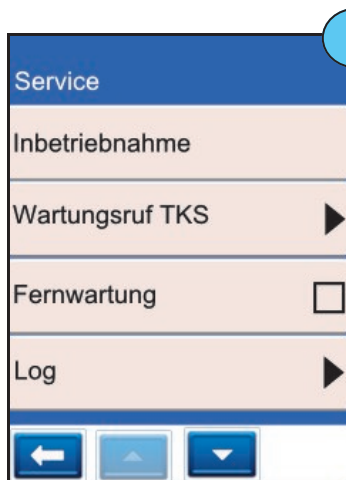 Service
Inbetriebnahme
Wartungsruf TKS
Fernwartung
Log